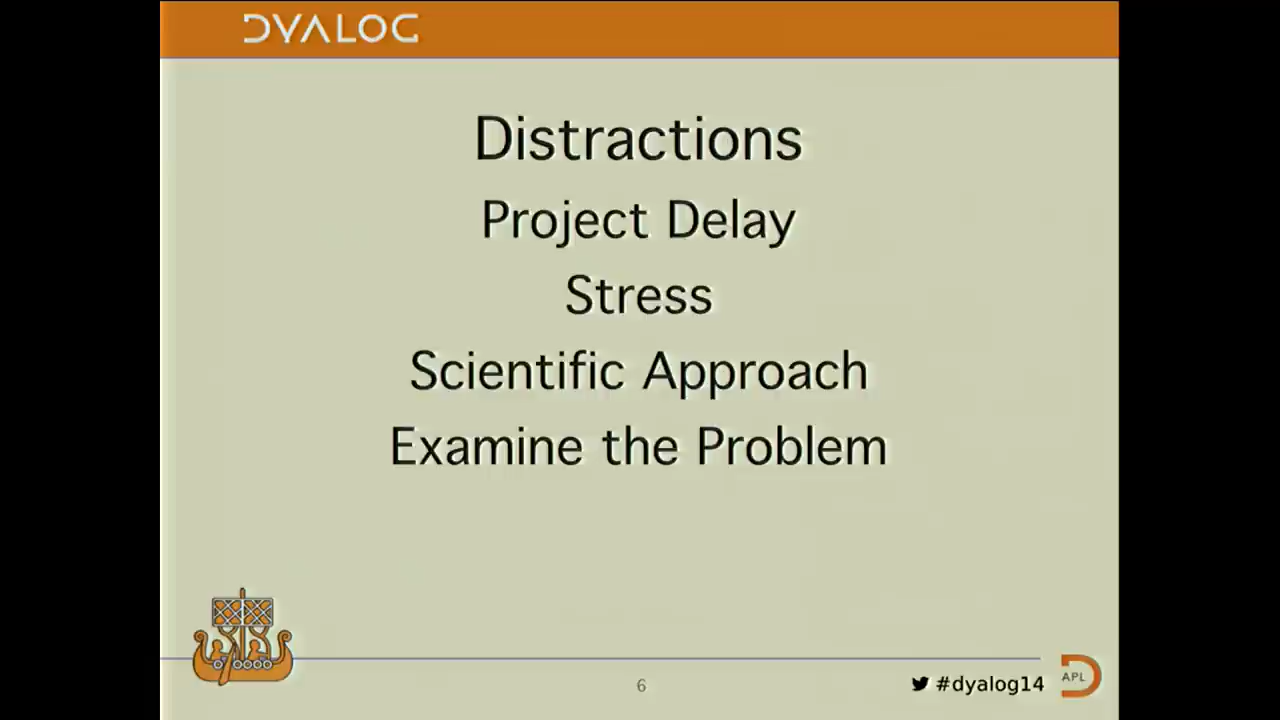 DYALOG
Distractions
Project Delay
Stress
Scientific Approach
Examine the Problem
6
#dyalog14
APL